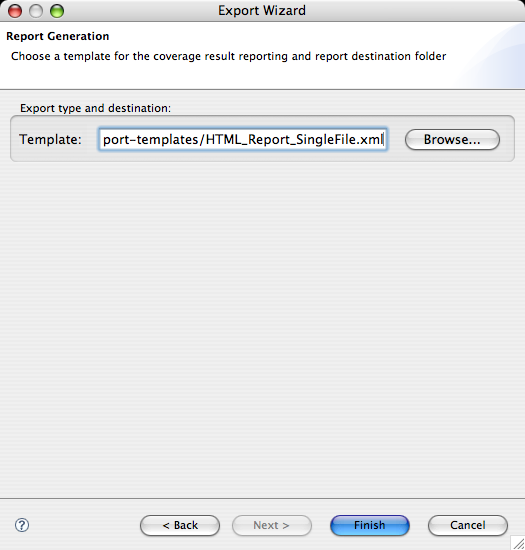 Export Wizard
Report Generation
Choose a template for the coverage result reporting and report destination folder
Export type and destination:
Template: port-templates/HTML_Report_SingleFile.xml Browse...
? < Back Next > Finish Cancel